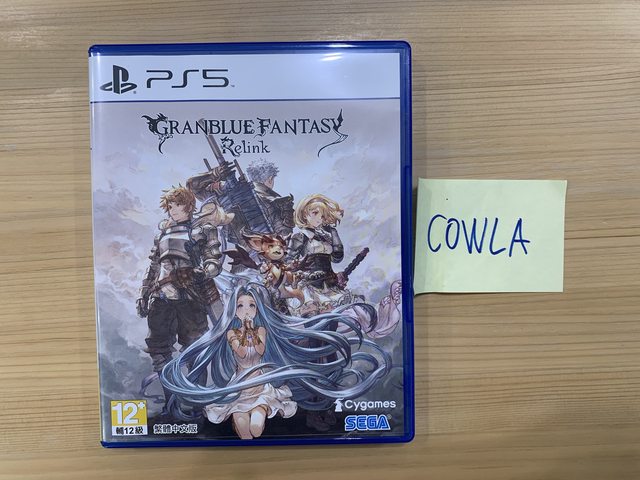 PS5
GRANBLUE FANTASY
Relink
COWLA
12+
輔12級
繁體中文版
Cygames
SEGA